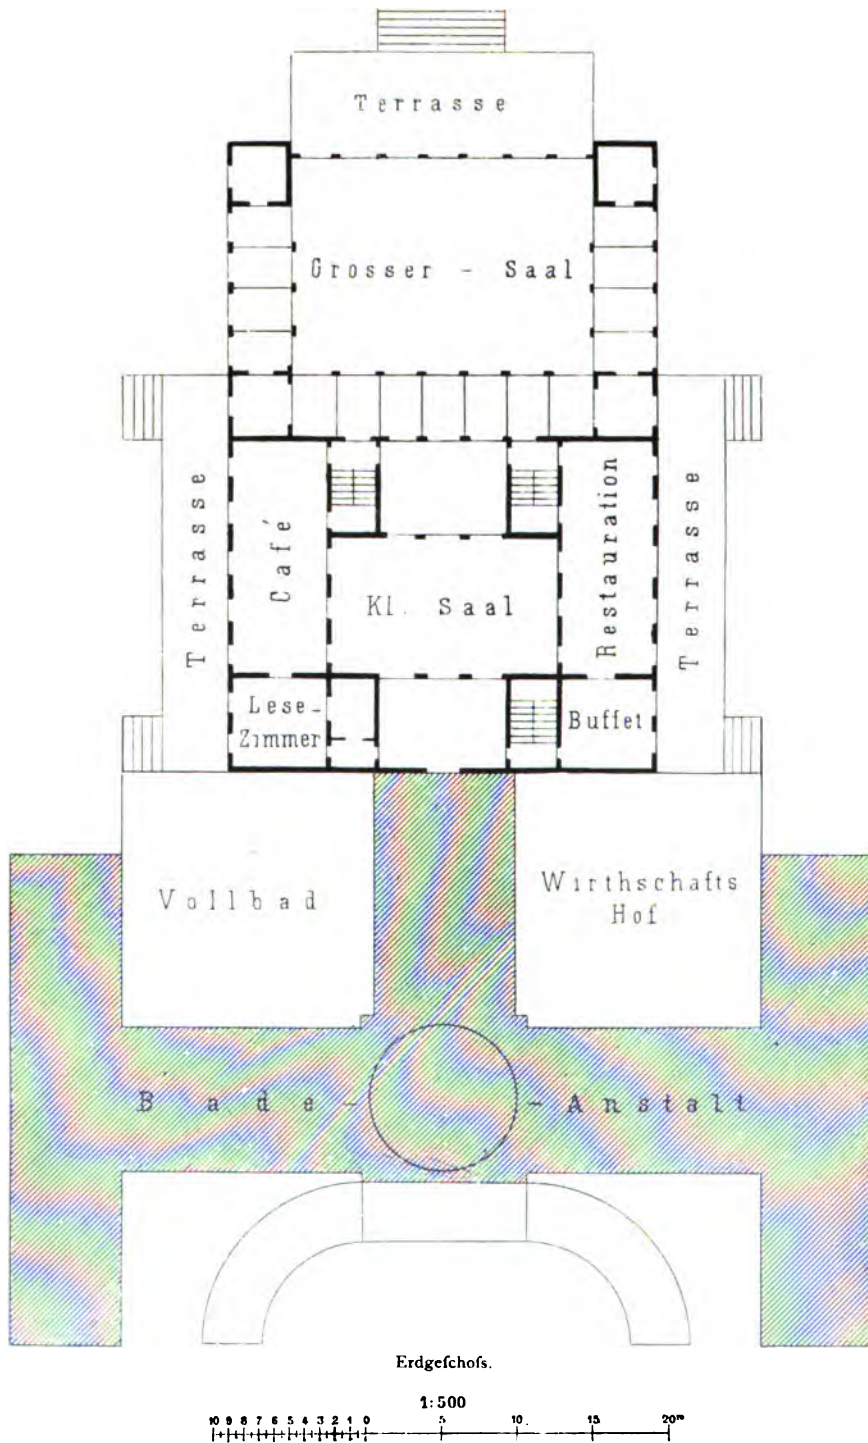 Terrasse
Grosser - Saal
Terrasse
Café
Kl. Saal
Restauration
Terrasse
Lese-
Zimmer
Buffet
Vollbad
Wirthschafts
Hof
Bade - - Anstalt
Erdgeſchoſs.
1:500
10 9 8 7 6 5 4 3 2 1 0 5 10 15 20m